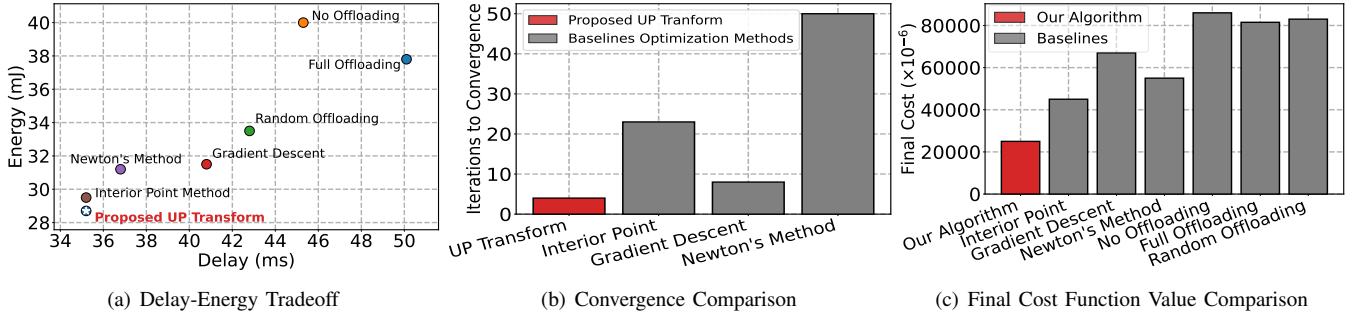 Energy (mJ)
40
38
36
34
32
30
28
No Offloading
Full Offloading
Random Offloading
Gradient Descent
Newton's Method
Interior Point Method
Proposed UP Transform
34 36 38 40 42 44 46 48 50
Delay (ms)
(a) Delay-Energy Tradeoff
Iterations to Convergence
50
40
30
20
10
0
Proposed UP Tranform
Baselines Optimization Methods
UP Transform
Interior Point
Gradient Descent
Newton's Method
(b) Convergence Comparison
Final Cost (×10⁻⁶)
80000
60000
40000
20000
0
Our Algorithm
Baselines
Our Algorithm
Interior Point
Gradient Descent
Newton's Method
No Offloading
Full Offloading
Random Offloading
(c) Final Cost Function Value Comparison